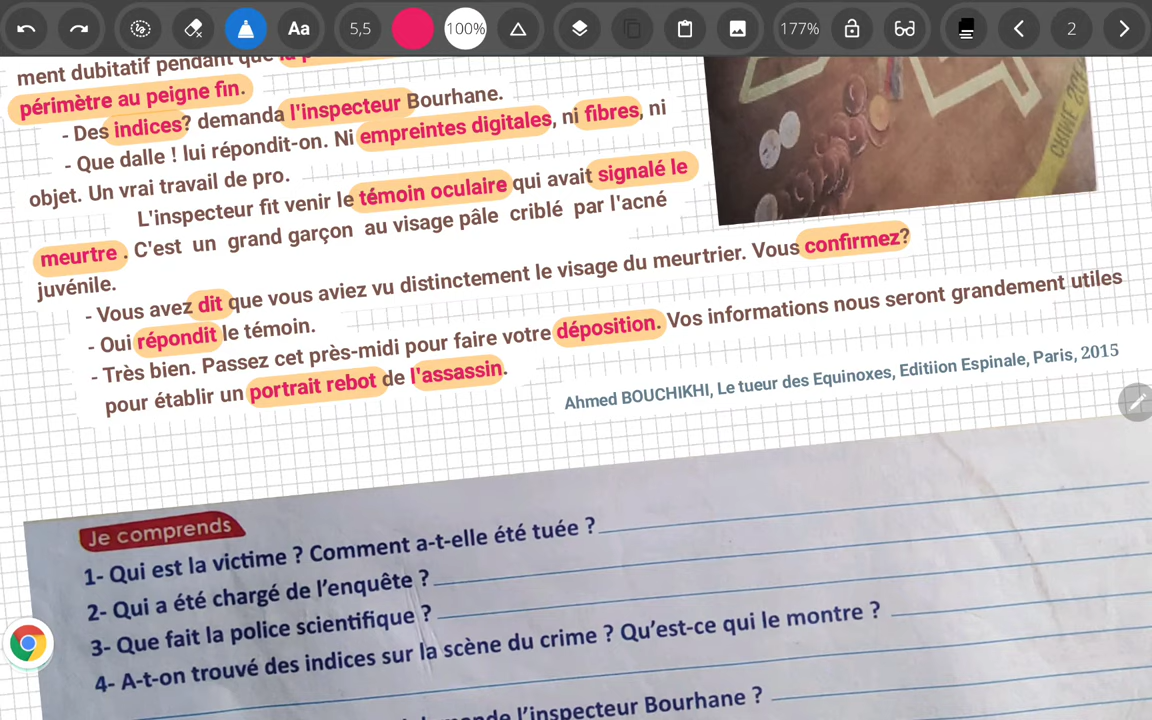 5,5
100%
177%
2
ment dubitatif pendant que
périmètre au peigne fin.
- Des indices? demanda l'inspecteur Bourhane.
- Que dalle ! lui répondit-on. Ni empreintes digitales, ni fibres, ni
objet. Un vrai travail de pro.
L'inspecteur fit venir le témoin oculaire qui avait signalé le
meurtre . C'est un grand garçon au visage pâle criblé par l'acné
juvénile.
- Vous avez dit que vous aviez vu distinctement le visage du meurtrier. Vous confirmez?
- Oui répondit le témoin.
- Très bien. Passez cet près-midi pour faire votre déposition. Vos informations nous seront grandement utiles
pour établir un portrait rebot de l'assassin.
Ahmed BOUCHIKHI, Le tueur des Equinoxes, Editiion Espinale, Paris, 2015
Je comprends
1- Qui est la victime ? Comment a-t-elle été tuée ?
2- Qui a été chargé de l'enquête ?
3- Que fait la police scientifique ?
4- A-t-on trouvé des indices sur la scène du crime ? Qu'est-ce qui le montre ?
l'inspecteur Bourhane ?